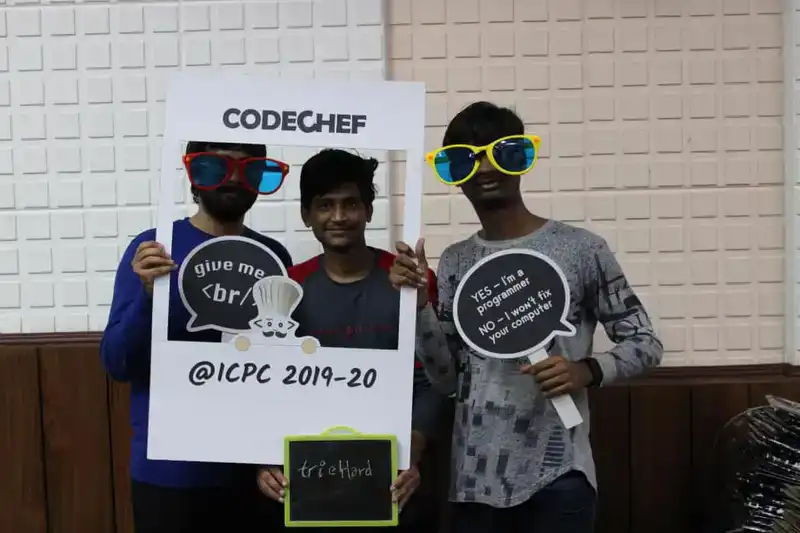 CODECHEF
give me
<br/
YES – I'm a
programmer
NO – I won't fix
your computer
@ICPC 2019-20
trieHard